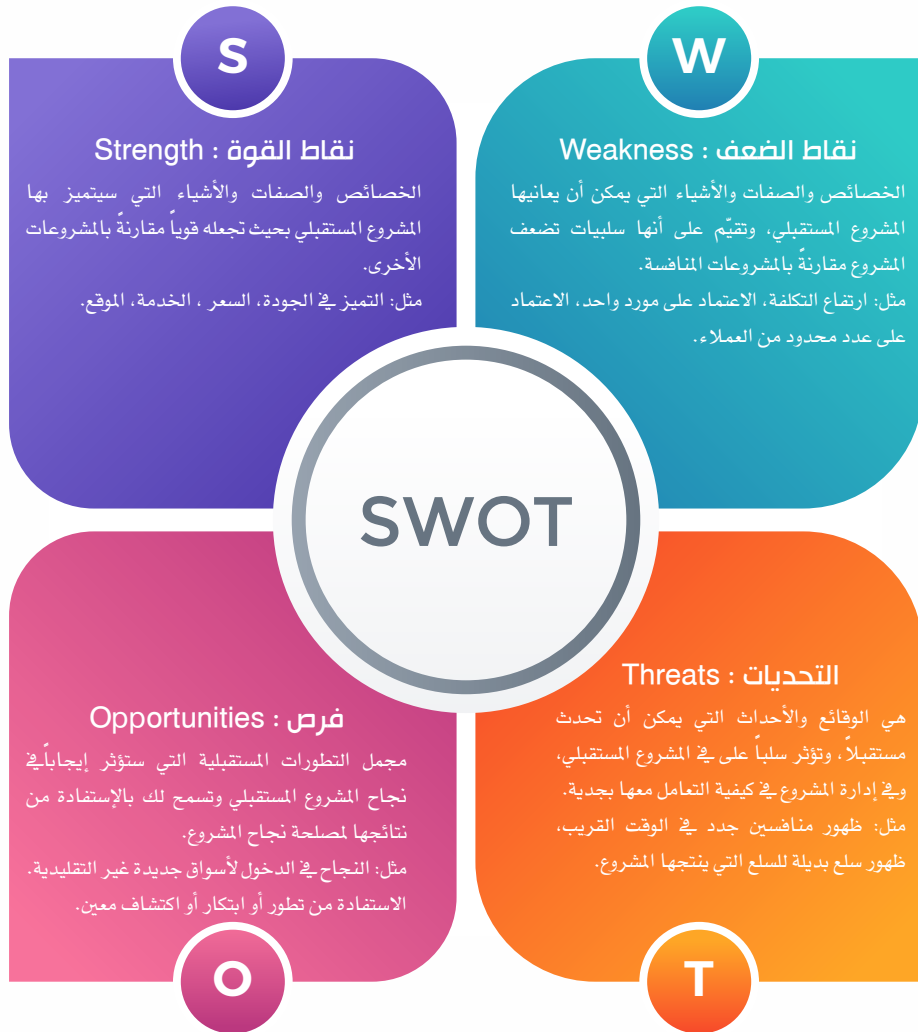 S
نقاط القوة : Strength
الخصائص والصفات والأشياء التي سيتميز بها
المشروع المستقبلي بحيث تجعله قوياً مقارنةً بالمشروعات
الأخرى.
مثل: التميز في الجودة، السعر ، الخدمة، الموقع.
W
نقاط الضعف : Weakness
الخصائص والصفات والأشياء التي يمكن أن يعانيها
المشروع المستقبلي، وتقيّم على أنها سلبيات تضعف
المشروع مقارنةً بالمشروعات المنافسة.
مثل: ارتفاع التكلفة، الاعتماد على مورد واحد، الاعتماد
على عدد محدود من العملاء.
SWOT
فرص : Opportunities
مجمل التطورات المستقبلية التي ستؤثر إيجاباً في
نجاح المشروع المستقبلي وتسمح لك بالإستفادة من
نتائجها لمصلحة نجاح المشروع.
مثل: النجاح في الدخول لأسواق جديدة غير التقليدية.
الاستفادة من تطور أو ابتكار أو اكتشاف معين.
O
التحديات : Threats
هي الوقائع والأحداث التي يمكن أن تحدث
مستقبلاً، وتؤثر سلباً على في المشروع المستقبلي،
وفي إدارة المشروع في كيفية التعامل معها بجدية.
مثل: ظهور منافسين جدد في الوقت القريب،
ظهور سلع بديلة للسلع التي ينتجها المشروع.
T